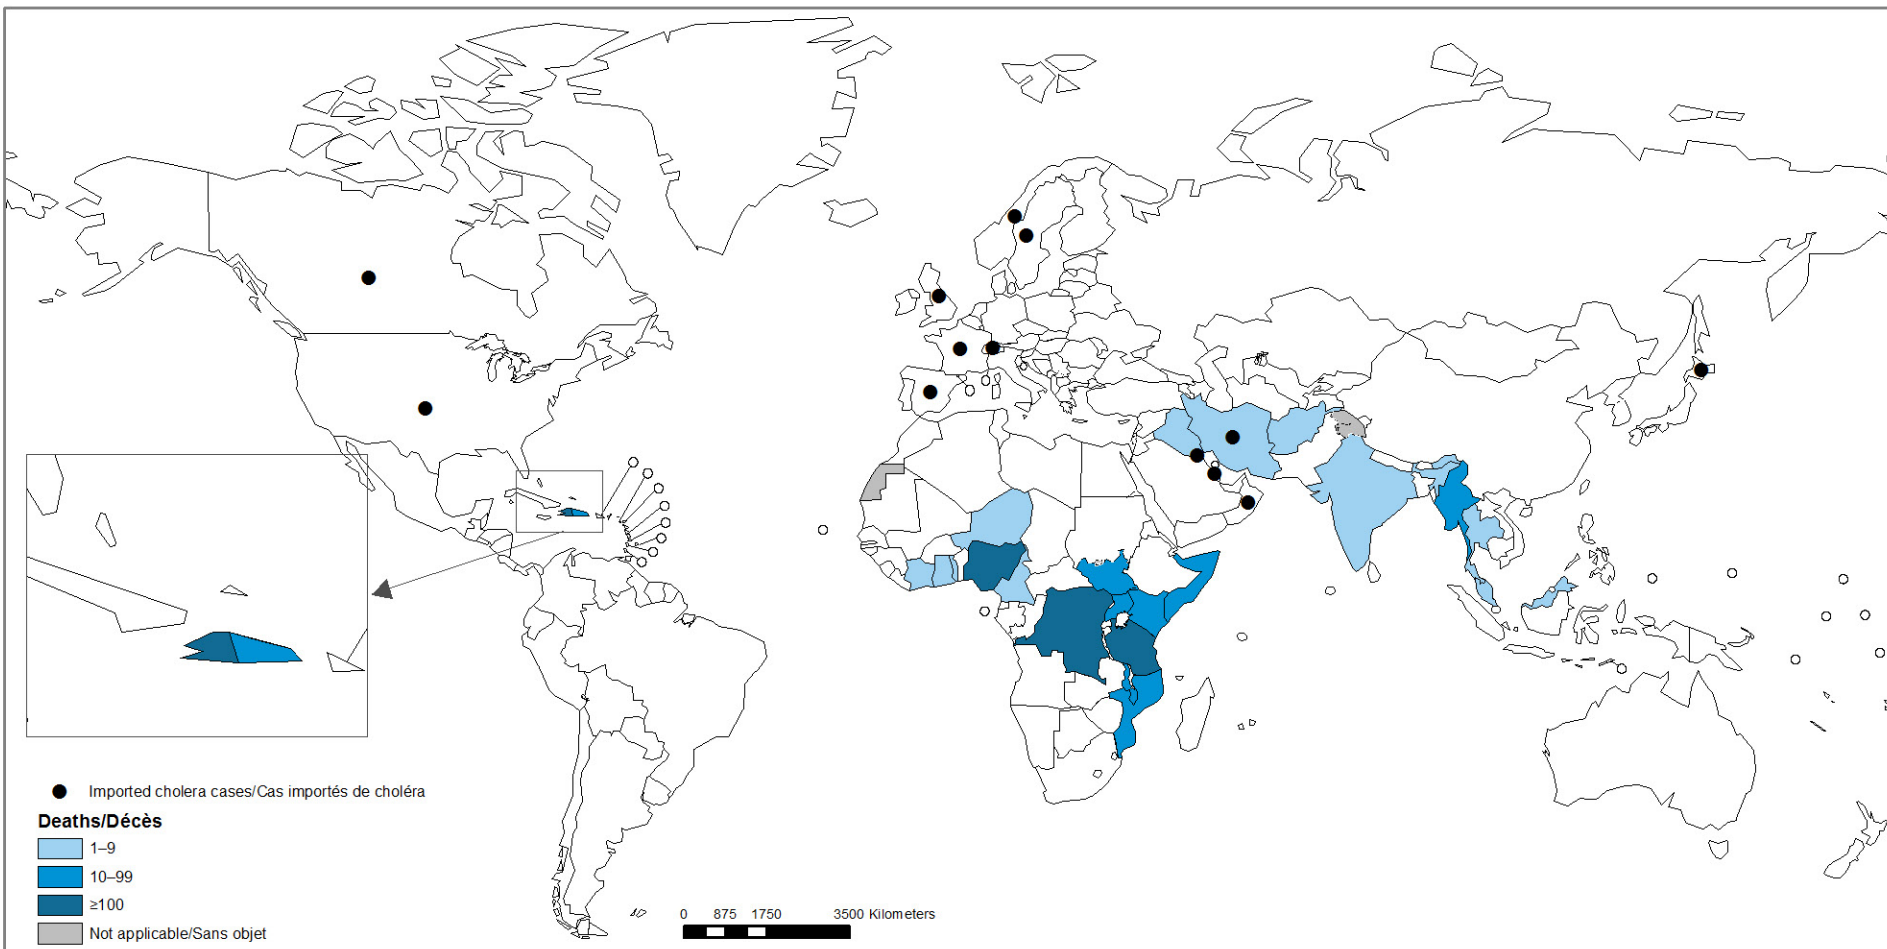 Imported cholera cases/Cas importés de choléra
Deaths/Décès
1–9
10–99
≥100
Not applicable/Sans objet
0 875 1750 3500 Kilometers